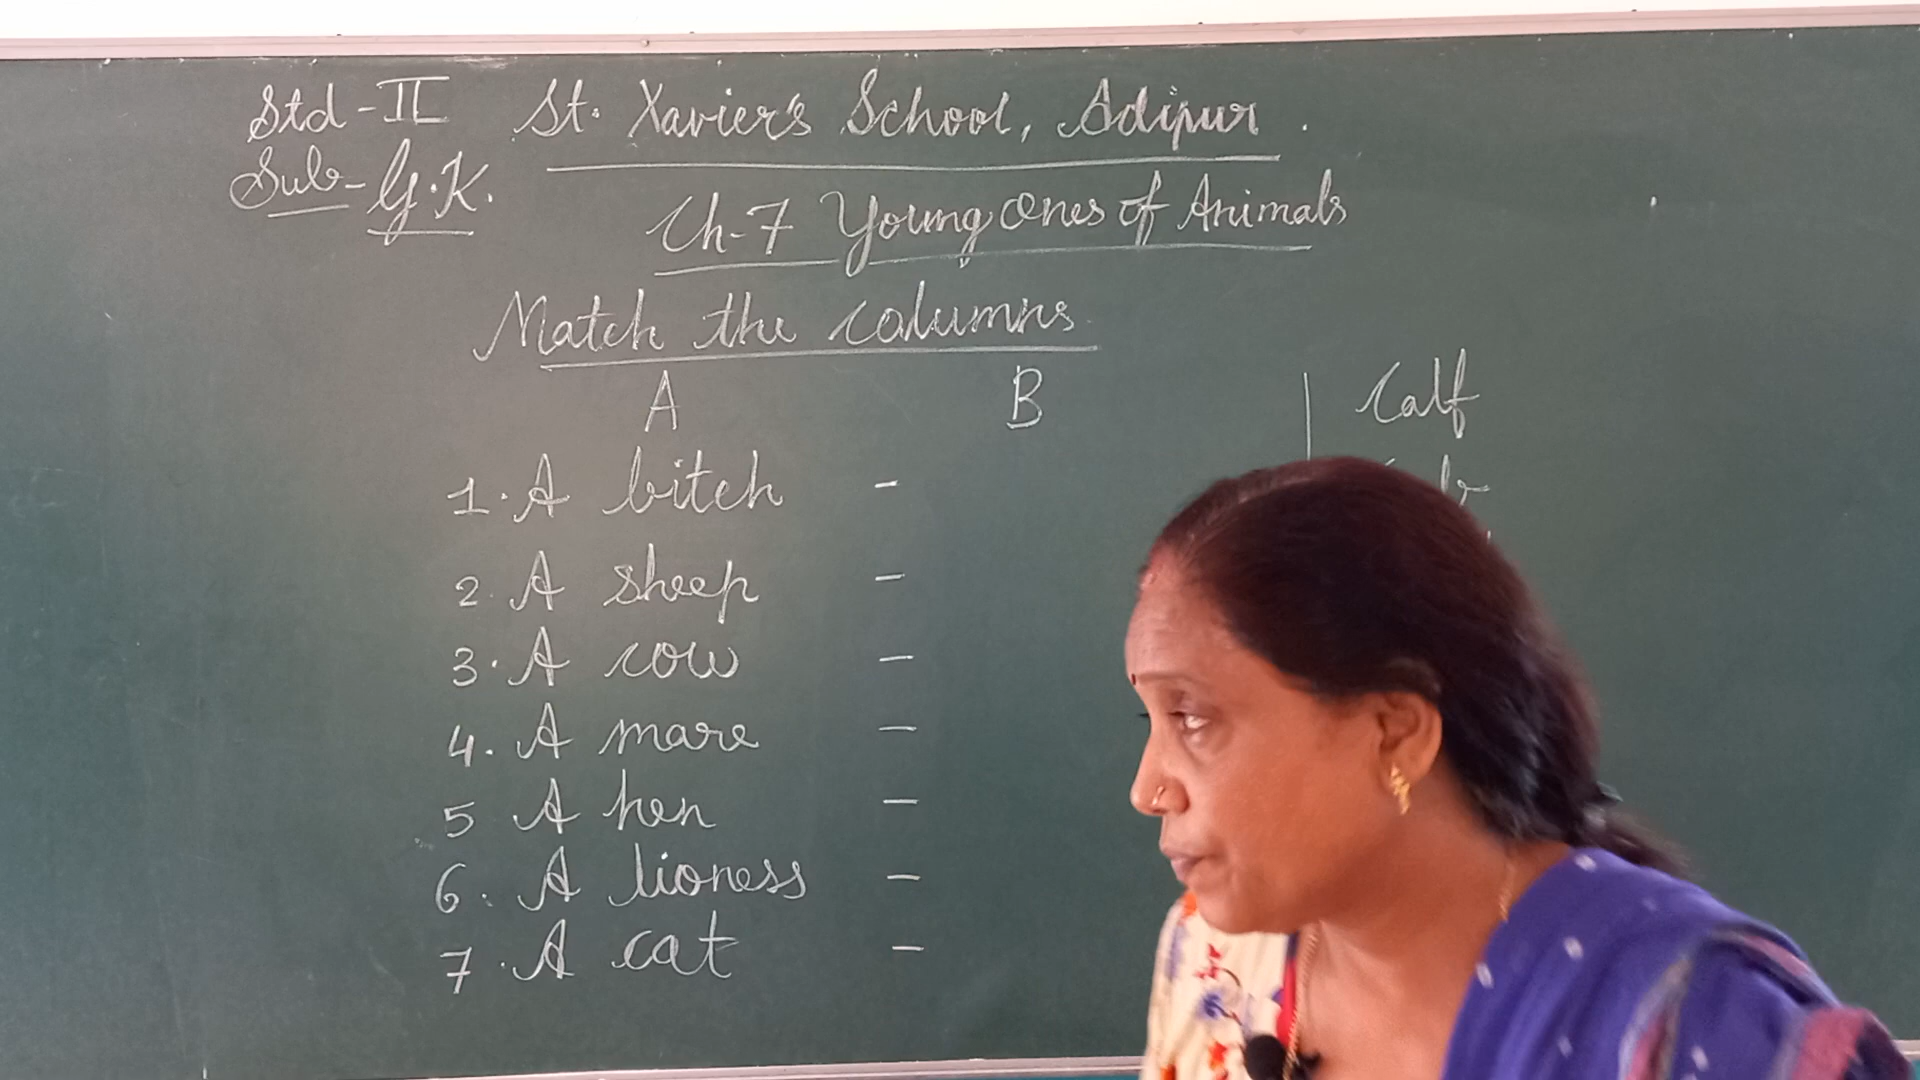 Std-II St. Xavier's School, Adipur.
Sub-G.K.
Ch-7 Young Ones of Animals
Match the columns
A B
Calf
1. A bitch -
2. A sheep -
3. A cow -
4. A mare -
5 A hen -
6. A lioness -
7. A cat -